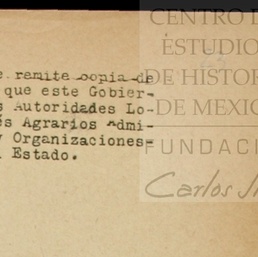 e remite copia de
que este Gobier-
s Autoridades Lo-
és Agrarios Admi-
y Organizaciones-
l Estado.
CENTRO D
ESTUDIO
DE HISTOR
DE MEXIC
FUNDACI
Carlos